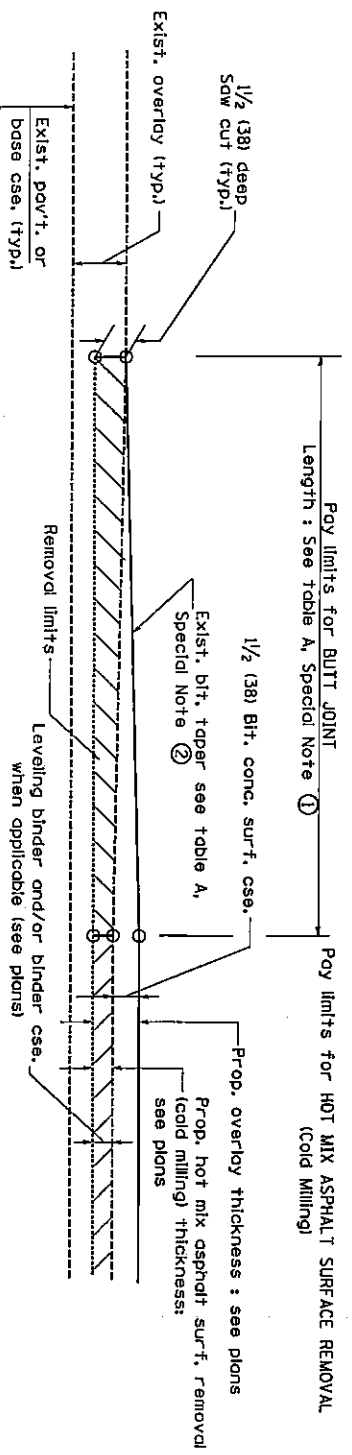 Pay limits for BUTT JOINT
Length : See table A, Special Note ①
Pay limits for HOT MIX ASPHALT SURFACE REMOVAL
(Cold Milling)
1½ (38) deep
Saw cut (typ.)
Exist. overlay (typ.)
Exist. pav't. or
base cse. (typ.)
1½ (38) Bit. conc. surf. cse.
Exist. bit. taper see table A,
Special Note ②
Removal limits
Leveling binder and/or binder cse.
when applicable (see plans)
Prop. overlay thickness : see plans
Prop. hot mix asphalt surf. removal
(cold milling) thickness:
see plans